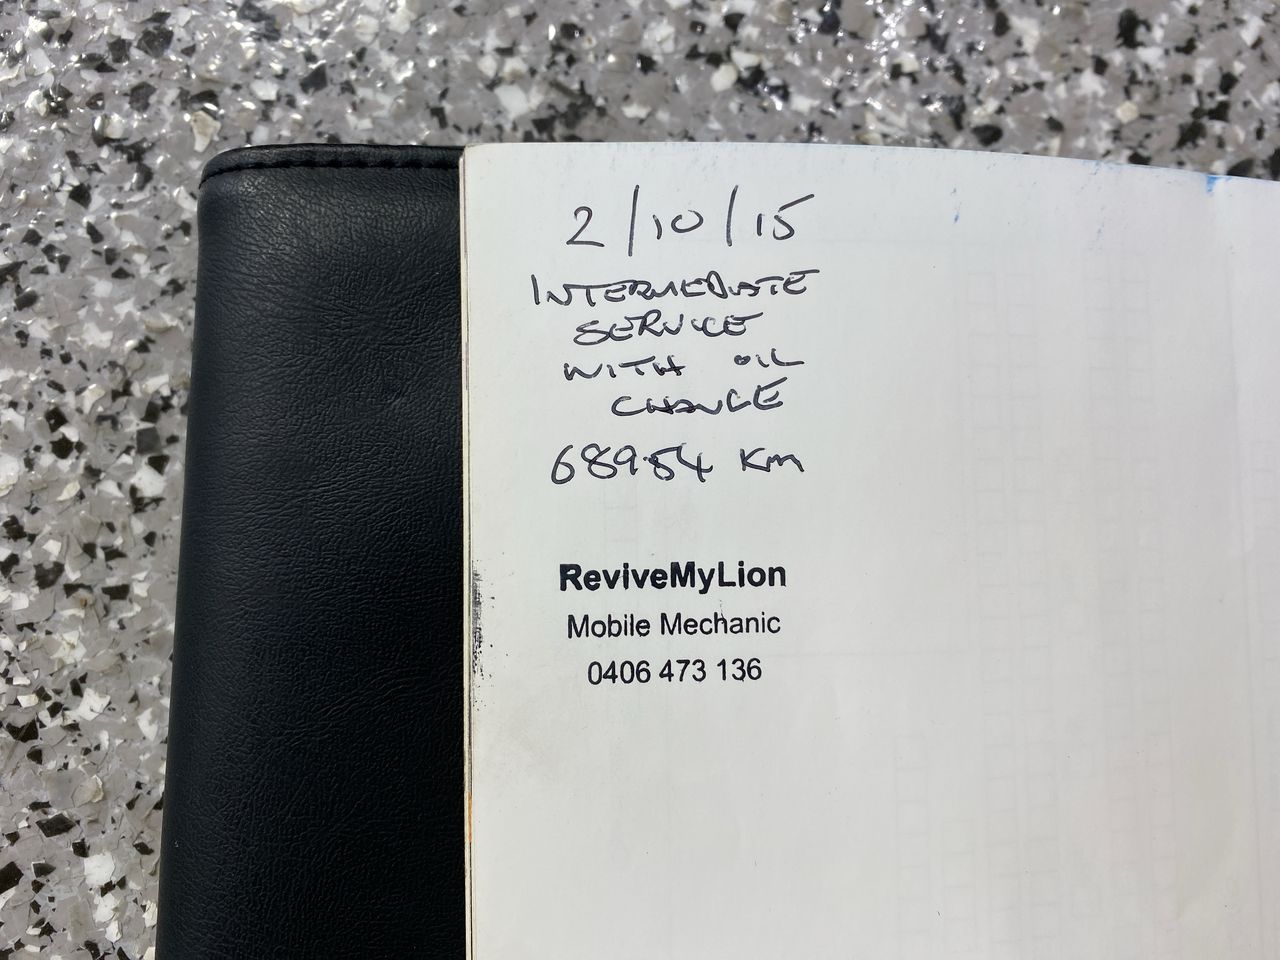 2/10/15
INTERMEDIATE
SERVICE
WITH OIL
CHANGE
68954 Km
ReviveMyLion
Mobile Mechanic
0406 473 136